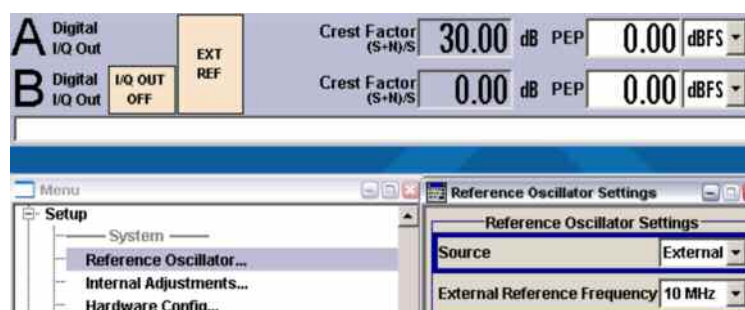 A Digital I/Q Out EXT REF Crest Factor (S+N)/S 30.00 dB PEP 0.00 dBFS
B Digital I/Q Out I/Q OUT OFF Crest Factor (S+N)/S 0.00 dB PEP 0.00 dBFS
Menu
Setup
System
Reference Oscillator...
Internal Adjustments...
Hardware Config...
Reference Oscillator Settings
Reference Oscillator Settings
Source External
External Reference Frequency 10 MHz